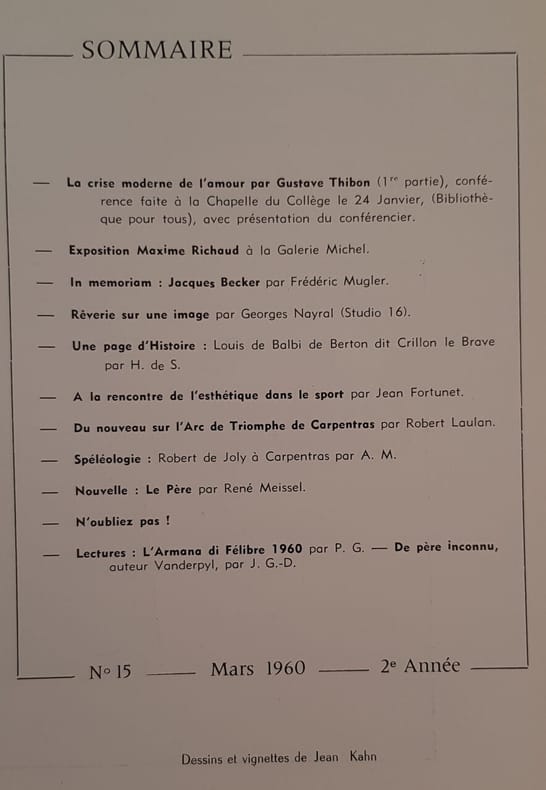 SOMMAIRE
— La crise moderne de l'amour par Gustave Thibon (1re partie), confé-
rence faite à la Chapelle du Collège le 24 Janvier, (Bibliothè-
que pour tous), avec présentation du conférencier.
— Exposition Maxime Richaud à la Galerie Michel.
— In memoriam : Jacques Becker par Frédéric Mugler.
— Rêverie sur une image par Georges Nayral (Studio 16).
— Une page d'Histoire : Louis de Balbi de Berton dit Crillon le Brave
par H. de S.
— A la rencontre de l'esthétique dans le sport par Jean Fortunet.
— Du nouveau sur l'Arc de Triomphe de Carpentras par Robert Laulan.
— Spéléologie : Robert de Joly à Carpentras par A. M.
— Nouvelle : Le Père par René Meissel.
— N'oubliez pas !
— Lectures : L'Armana di Félibre 1960 par P. G. — De père inconnu,
auteur Vanderpyl, par J. G.-D.
No 15 — Mars 1960 — 2e Année
Dessins et vignettes de Jean Kahn